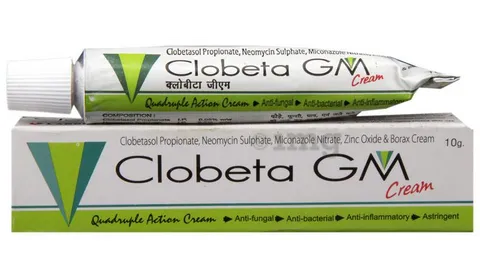 Clobetasol Propionate, Neomycin Sulphate, Miconazole Nitrate,
Clobeta GM
Cream
क्लोबीटा जीएम
Quadruple Action Cream Anti-fungal Anti-bacterial Anti-inflammatory
COMPOSITION :
Clobetasol Propionate, Neomycin Sulphate, Miconazole Nitrate, Zinc Oxide & Borax Cream 10g.
Clobeta GM
Cream
Quadruple Action Cream Anti-fungal Anti-bacterial Anti-inflammatory Astringent